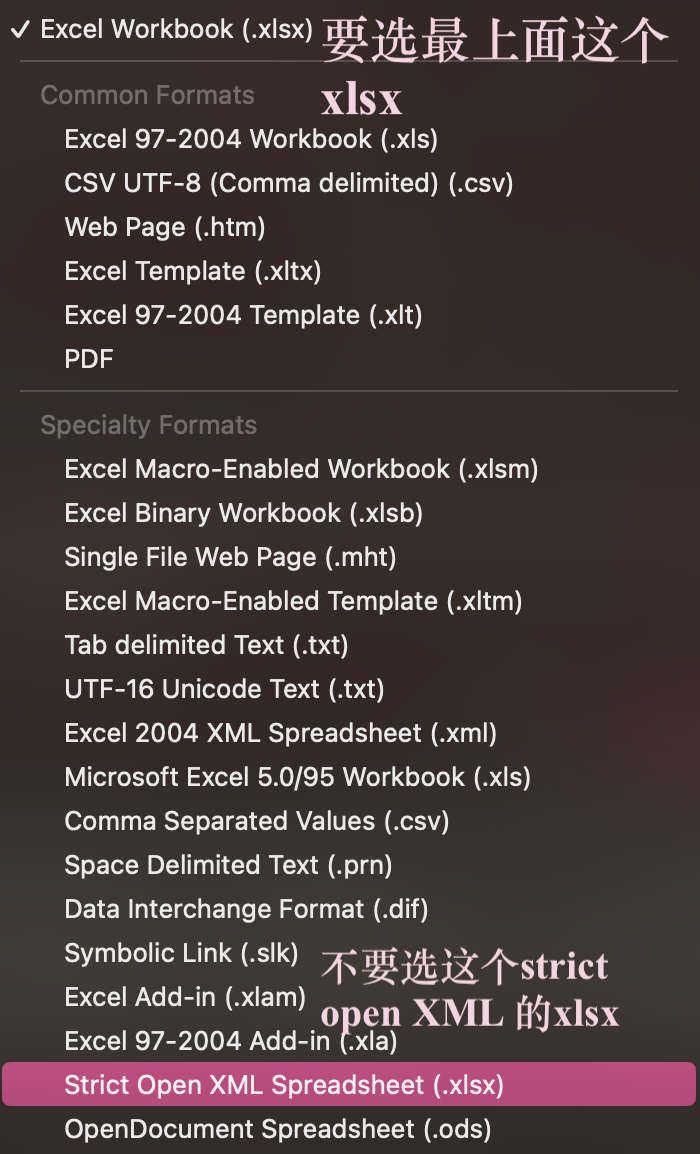 ✓ Excel Workbook (.xlsx) 要选最上面这个
xlsx
Common Formats
Excel 97-2004 Workbook (.xls)
CSV UTF-8 (Comma delimited) (.csv)
Web Page (.htm)
Excel Template (.xltx)
Excel 97-2004 Template (.xlt)
PDF
Specialty Formats
Excel Macro-Enabled Workbook (.xlsm)
Excel Binary Workbook (.xlsb)
Single File Web Page (.mht)
Excel Macro-Enabled Template (.xltm)
Tab delimited Text (.txt)
UTF-16 Unicode Text (.txt)
Excel 2004 XML Spreadsheet (.xml)
Microsoft Excel 5.0/95 Workbook (.xls)
Comma Separated Values (.csv)
Space Delimited Text (.prn)
Data Interchange Format (.dif)
Symbolic Link (.slk)
不要选这个strict
Excel Add-in (.xlam)
open XML 的xlsx
Excel 97-2004 Add-in (.xla)
Strict Open XML Spreadsheet (.xlsx)
OpenDocument Spreadsheet (.ods)